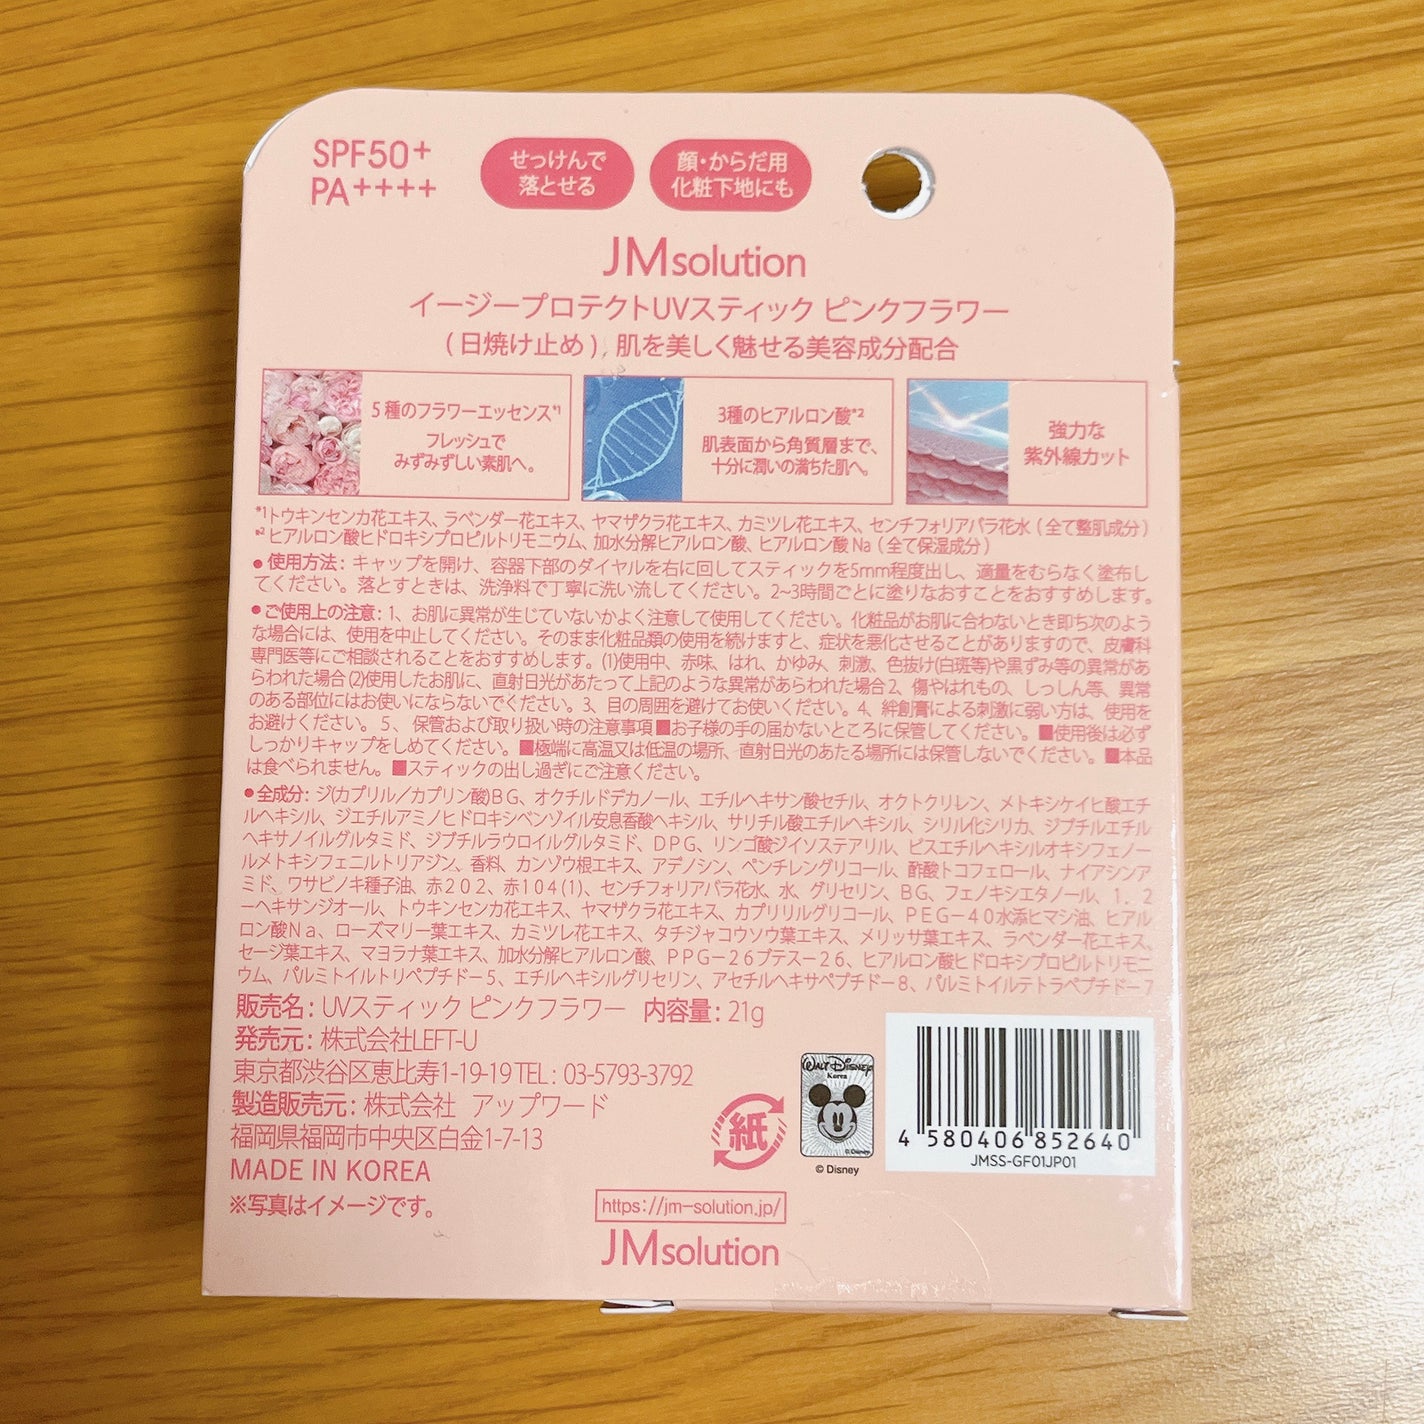 SPF50+
PA++++
せっけんで
落とせる
顔・からだ用
化粧下地にも
JMsolution
イージープロテクトUVスティック ピンクフラワー
(日焼け止め) 肌を美しく魅せる美容成分配合
5種のフラワーエッセンス*1
フレッシュで
みずみずしい素肌へ。
3種のヒアルロン酸*2
肌表面から角質層まで、
十分に潤いの満ちた肌へ。
強力な
紫外線カット
*1トウキンセンカ花エキス、ラベンダー花エキス、ヤマザクラ花エキス、カミツレ花エキス、センチフォリアバラ花水（全て整肌成分）
*2 ヒアルロン酸ヒドロキシプロピルトリモニウム、加水分解ヒアルロン酸、ヒアルロン酸Na（全て保湿成分）
●使用方法: キャップを開け、容器下部のダイヤルを右に回してスティックを5mm程度出し、適量をむらなく塗布し
てください。落とすときは、洗浄料で丁寧に洗い流してください。2~3時間ごとに塗りなおすことをおすすめします。
●ご使用上の注意: 1、お肌に異常が生じていないかよく注意して使用してください。化粧品がお肌に合わないとき即ち次のよう
な場合には、使用を中止してください。そのまま化粧品類の使用を続けますと、症状を悪化させることがありますので、皮膚科
専門医等にご相談されることをおすすめします。(1)使用中、赤味、はれ、かゆみ、刺激、色抜け(白斑等)や黒ずみ等の異常があ
らわれた場合(2)使用したお肌に、直射日光があたって上記のような異常があらわれた場合2、傷やはれもの、しっしん等、異常
のある部位にはお使いにならないでください。3、目の周囲を避けてお使いください。4、絆創膏による刺激に弱い方は、使用を
お避けください。5、保管および取り扱い時の注意事項■お子様の手の届かないところに保管してください。■使用後は必ず
しっかりキャップをしめてください。■極端に高温又は低温の場所、直射日光のあたる場所には保管しないでください。■本品
は食べられません。■スティックの出し過ぎにご注意ください。
●全成分: ジ(カプリル／カプリン酸)BG、オクチルドデカノール、エチルヘキサン酸セチル、オクトクリレン、メトキシケイヒ酸エチ
ルヘキシル、ジエチルアミノヒドロキシベンゾイル安息香酸ヘキシル、サリチル酸エチルヘキシル、シリル化シリカ、ジブチルエチル
ヘキサノイルグルタミド、ジブチルラウロイルグルタミド、DPG、リンゴ酸ジイソステアリル、ビスエチルヘキシルオキシフェノー
ルメトキシフェニルトリアジン、香料、カンゾウ根エキス、アデノシン、ペンチレングリコール、酢酸トコフェロール、ナイアシンア
ミド、ワサビノキ種子油、赤202、赤104(1)、センチフォリアバラ花水、水、グリセリン、BG、フェノキシエタノール、1．2
ーヘキサンジオール、トウキンセンカ花エキス、ヤマザクラ花エキス、カプリリルグリコール、PEG－40水添ヒマシ油、ヒアル
ロン酸Na、ローズマリー葉エキス、カミツレ花エキス、タチジャコウソウ葉エキス、メリッサ葉エキス、ラベンダー花エキス、
セージ葉エキス、マヨラナ葉エキス、加水分解ヒアルロン酸、PPG－26ブテス－26、ヒアルロン酸ヒドロキシプロピルトリモニ
ウム、パルミトイルトリペプチド－5、エチルヘキシルグリセリン、アセチルヘキサペプチド－8、パルミトイルテトラペプチド－7
販売名: UVスティック ピンクフラワー 内容量: 21g
発売元: 株式会社LEFT-U
東京都渋谷区恵比寿1-19-19 TEL: 03-5793-3792
製造販売元: 株式会社 アップワード
福岡県福岡市中央区白金1-7-13
MADE IN KOREA
※写真はイメージです。
紙
WALT DISNEY
Korea
©Disney
© Disney
4 580406 852640
JMSS-GF01JP01
https://jm-solution.jp/
JMsolution